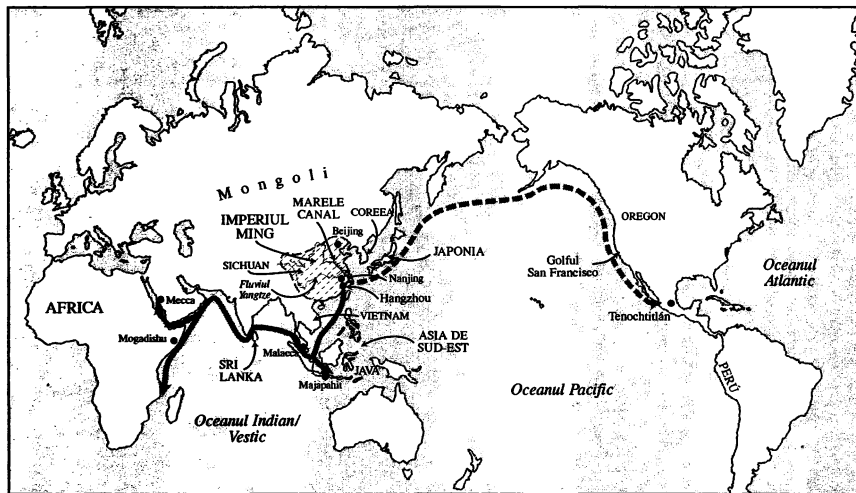 Mongoli
MARELE
CANAL
COREEA
IMPERIUL
MING
Beijing
OREGON
JAPONIA
SICHUAN
Golful
San Francisco
Oceanul
Atlantic
Fluviul
Yangtze
Nanjing
AFRICA
Mecca
Hangzhou
Tenochtitlán
VIETNAM
Mogadishu
ASIA DE
SUD-EST
Malacca
SRI
LANKA
JAVA
PERÚ
Majapahit
Oceanul Pacific
Oceanul Indian/
Vestic